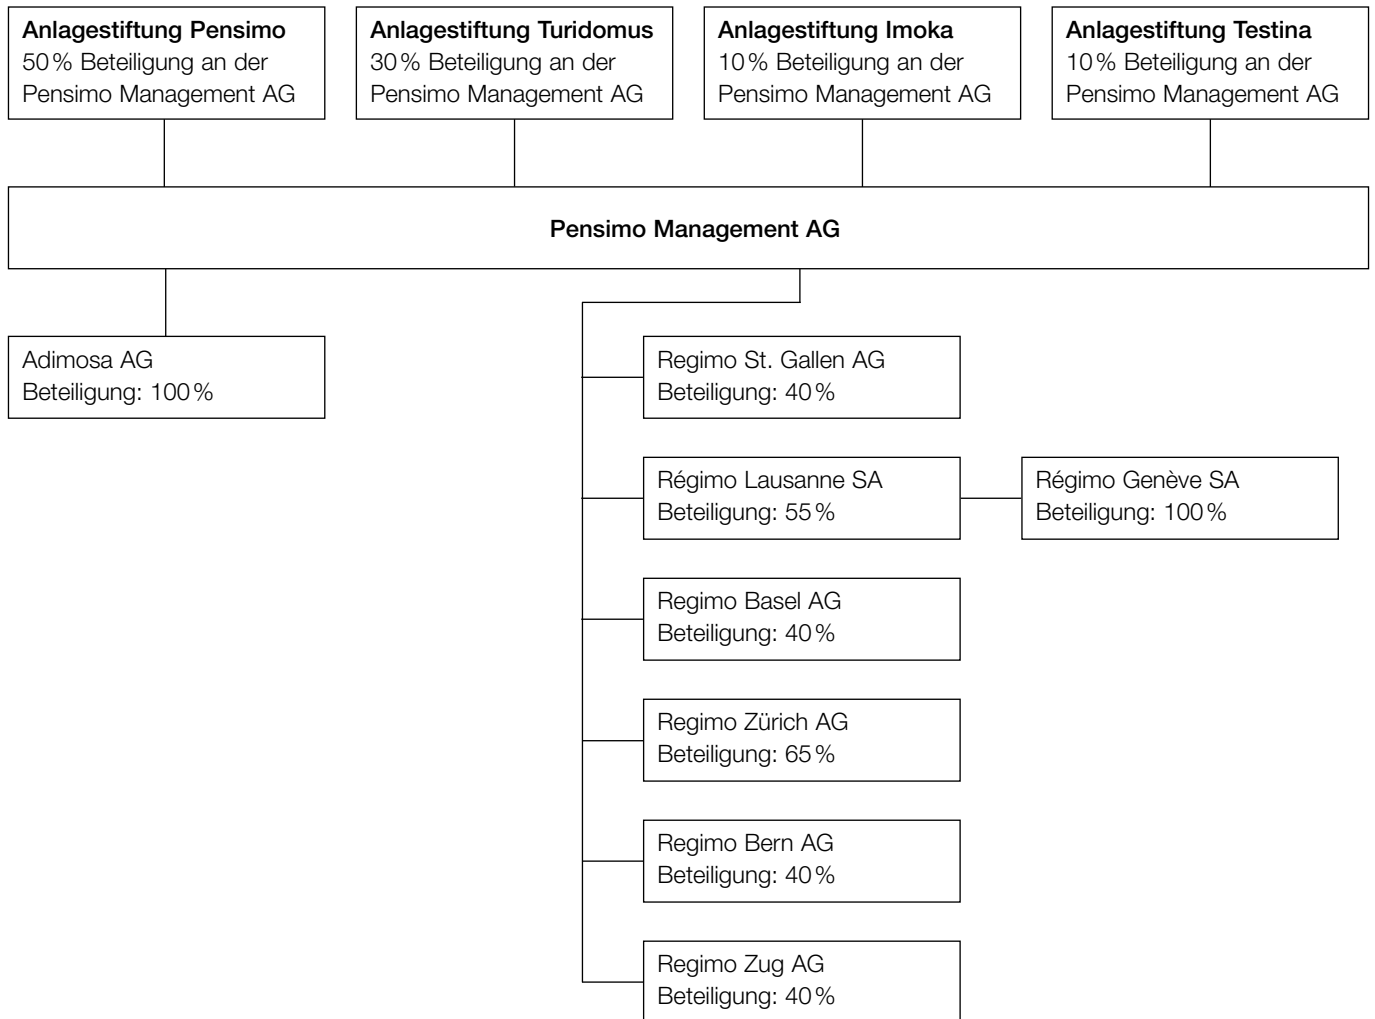 Anlagestiftung Pensimo
50% Beteiligung an der
Pensimo Management AG
Anlagestiftung Turidomus
30% Beteiligung an der
Pensimo Management AG
Anlagestiftung Imoka
10% Beteiligung an der
Pensimo Management AG
Anlagestiftung Testina
10% Beteiligung an der
Pensimo Management AG
Pensimo Management AG
Adimosa AG
Beteiligung: 100%
Regimo St. Gallen AG
Beteiligung: 40%
Régimo Lausanne SA
Beteiligung: 55%
Régimo Genève SA
Beteiligung: 100%
Regimo Basel AG
Beteiligung: 40%
Regimo Zürich AG
Beteiligung: 65%
Regimo Bern AG
Beteiligung: 40%
Regimo Zug AG
Beteiligung: 40%